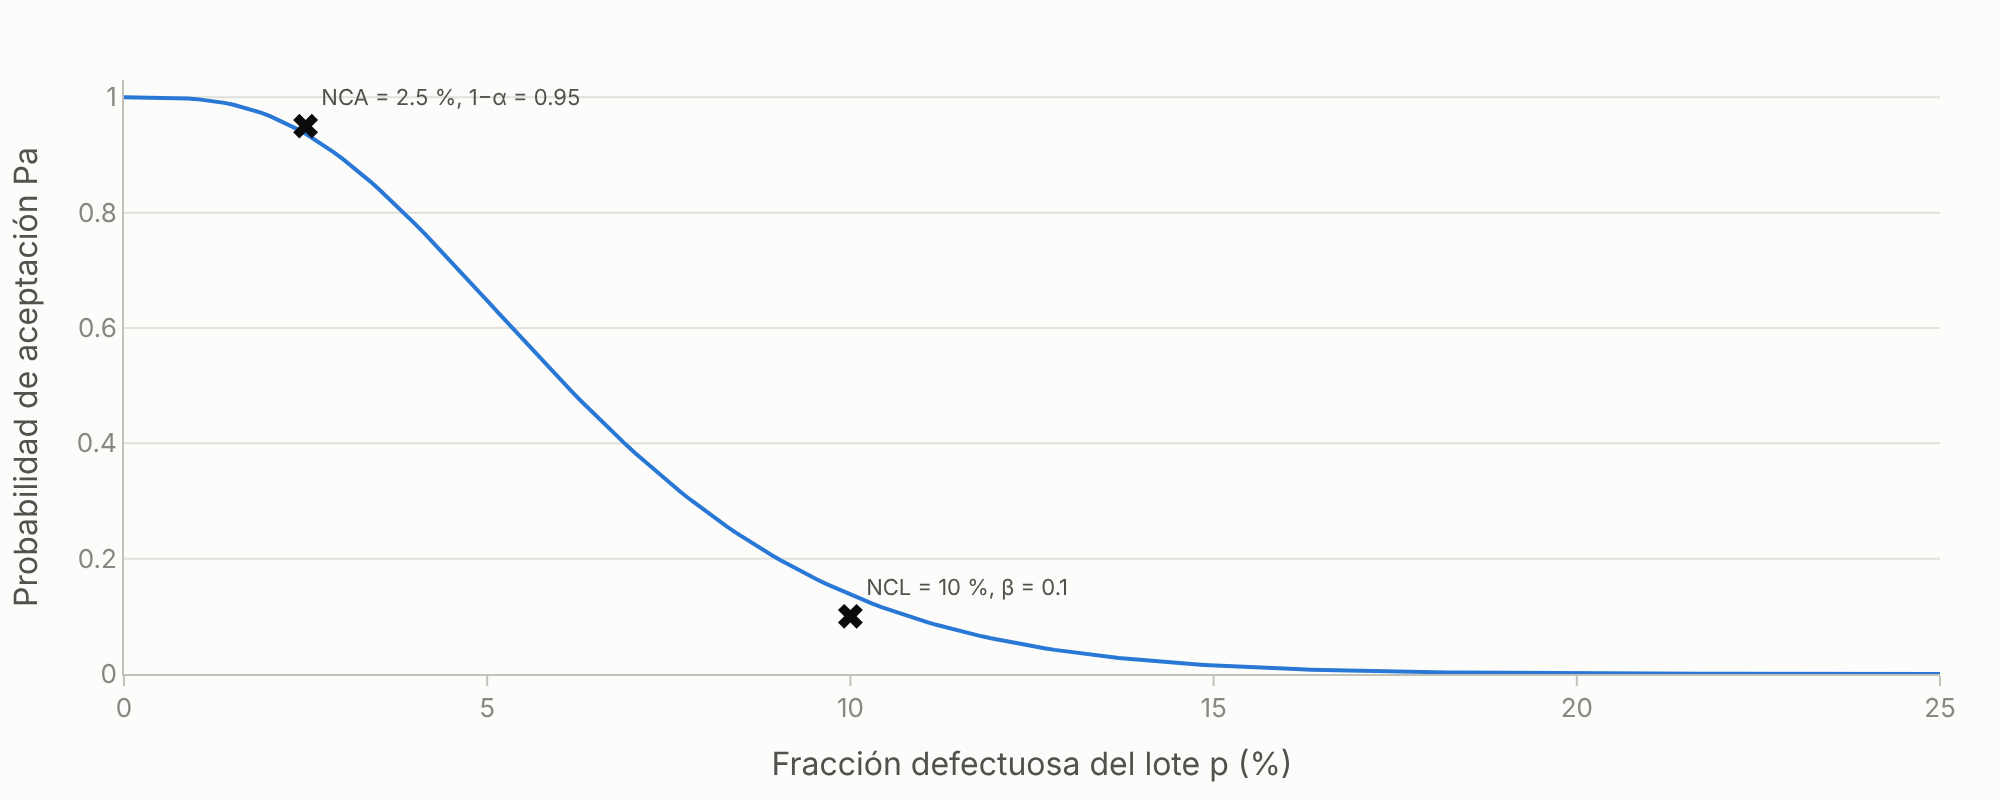 NCA = 2.5 %, 1−α = 0.95
1
0.8
0.6
0.4
0.2
0
Probabilidad de aceptación Pa
NCL = 10 %, β = 0.1
0 5 10 15 20 25
Fracción defectuosa del lote p (%)